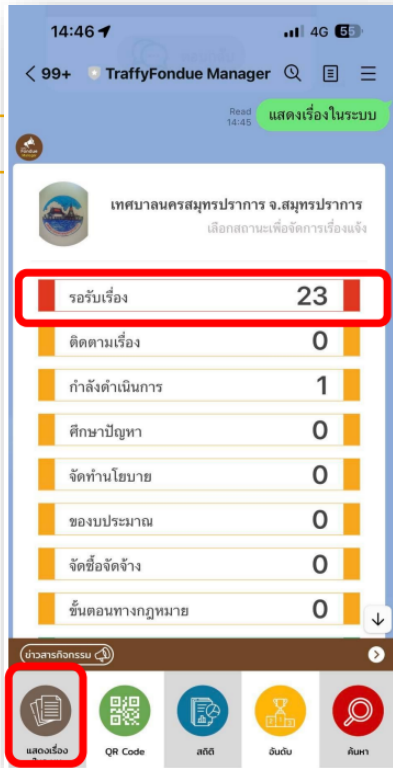 14:46 4G 55
99+ TraffyFondue Manager
Read
14:45
แสดงเรื่องในระบบ
Fondue
Manager
เทศบาลนครสมุทรปราการ จ.สมุทรปราการ
เลือกสถานะเพื่อจัดการเรื่องแจ้ง
รอรับเรื่อง 23
ติดตามเรื่อง 0
กำลังดำเนินการ 1
ศึกษาปัญหา 0
จัดทำนโยบาย 0
ของบประมาณ 0
จัดซื้อจัดจ้าง 0
ขั้นตอนทางกฎหมาย 0
ข่าวสารกิจกรรม
แสดงเรื่อง QR Code สถิติ อันดับ ค้นหา